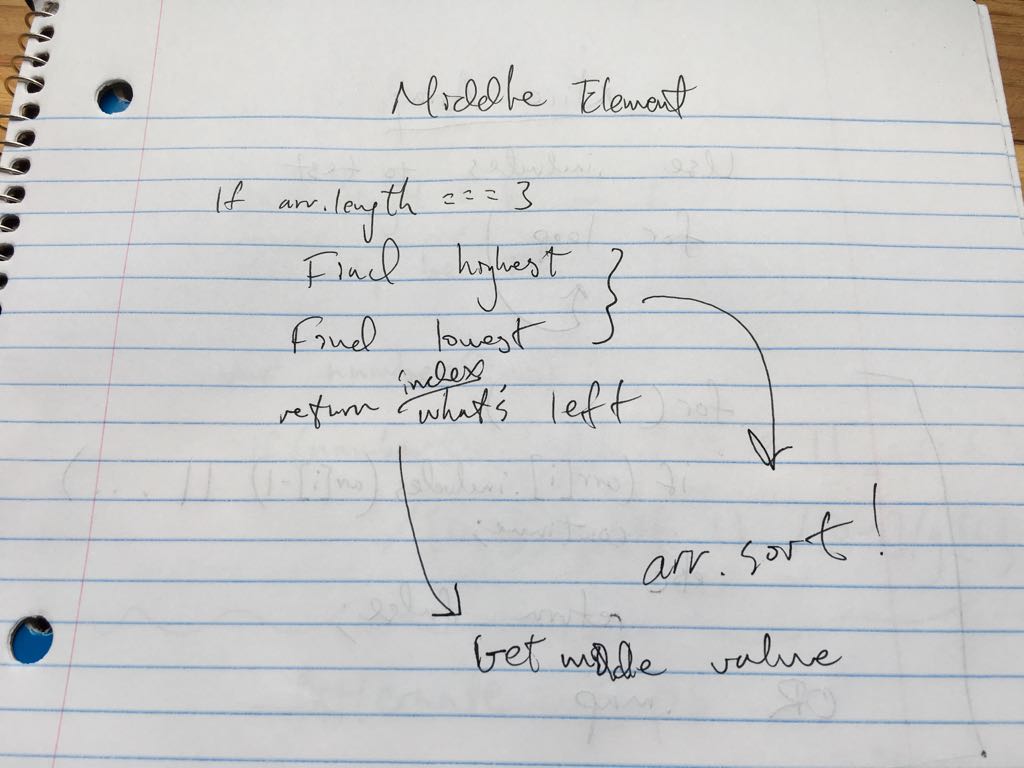 Middle Element
If arr.length === 3
Find highest
Find lowest
index
return what's left
arr.sort!
Get middle value